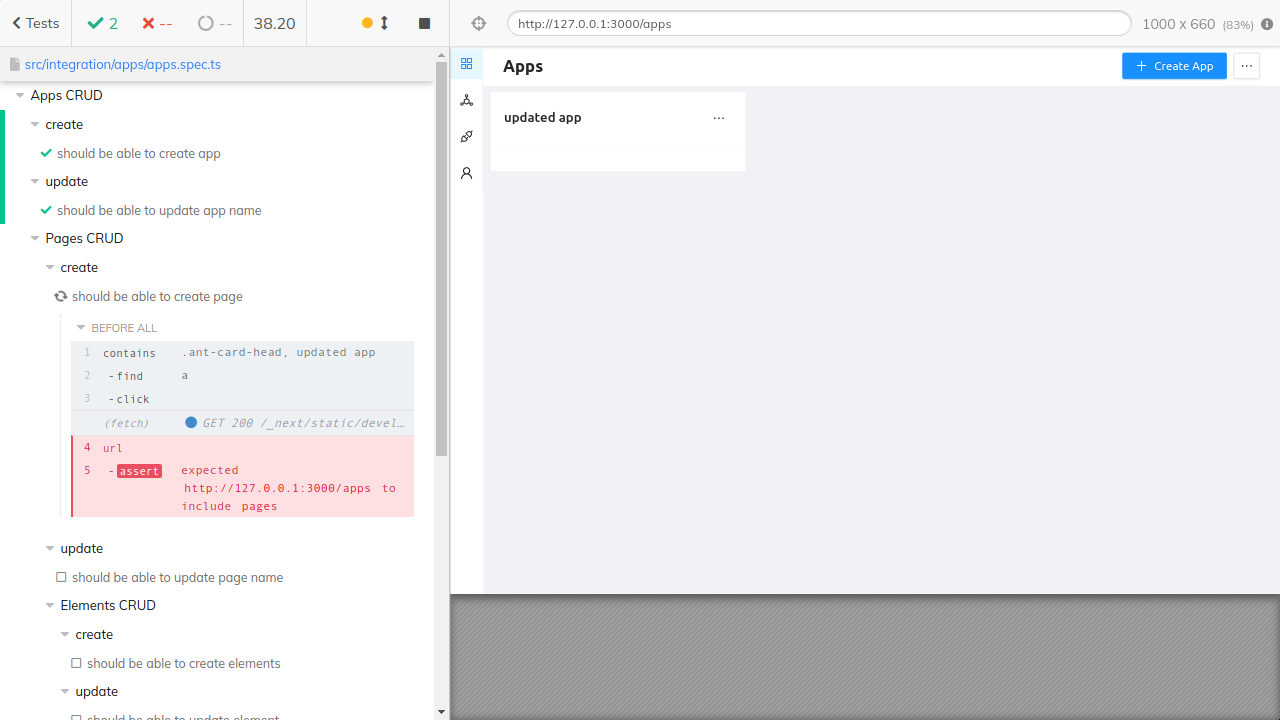 Tests
2
--
--
38.20
http://127.0.0.1:3000/apps
1000 x 660 (83%)
src/integration/apps/apps.spec.ts
Apps CRUD
create
should be able to create app
update
should be able to update app name
Pages CRUD
create
should be able to create page
BEFORE ALL
1 contains .ant-card-head, updated app
2 -find a
3 -click
(fetch) GET 200 /_next/static/devel…
4 url
5 -assert expected
http://127.0.0.1:3000/apps to
include pages
update
should be able to update page name
Elements CRUD
create
should be able to create elements
update
should be able to update element
Apps
Create App
updated app